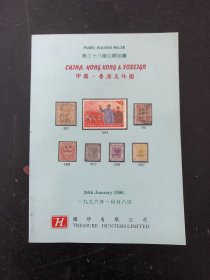 Public Auction No.38
第三十八期公開拍賣
CHINA, HONG KONG & FOREIGN
中國·香港及外國
28th January 1996.
一九九六年一月廿八日
H.
TREASURE-HUNTERS LIMITED